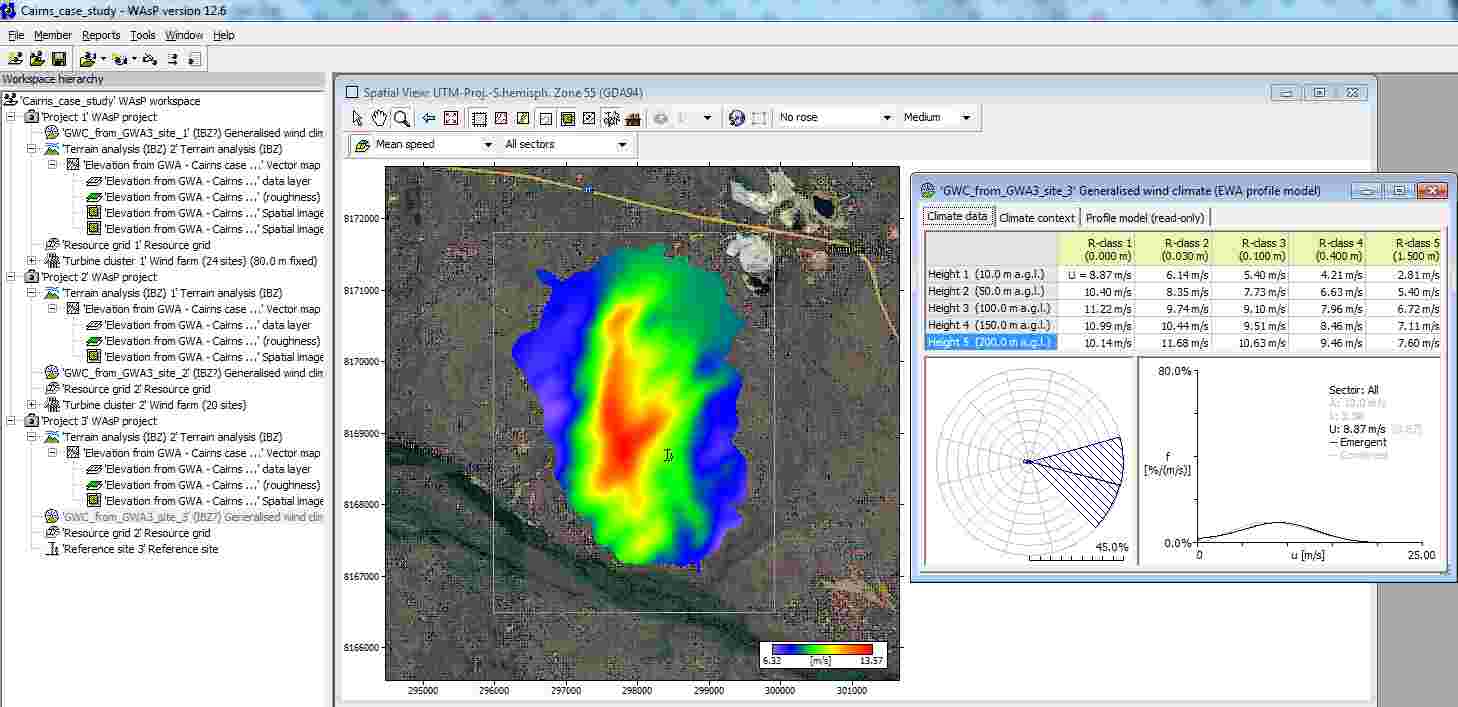 Cairns_case_study - WAsP version 12.6
File Member Reports Tools Window Help
Workspace hierarchy
'Cairns_case_study' WAsP workspace
'Project 1' WAsP project
'GWC_from_GWA3_site_1' (IBZ?) Generalised wind clim
'Terrain analysis (IBZ) 2' Terrain analysis (IBZ)
'Elevation from GWA - Cairns case ...' Vector map
'Elevation from GWA - Cairns ...' data layer
'Elevation from GWA - Cairns ...' (roughness)
'Elevation from GWA - Cairns ...' Spatial image
'Elevation from GWA - Cairns ...' Spatial image
'Resource grid 1' Resource grid
'Turbine cluster 1' Wind farm (24 sites) (80.0 m fixed)
'Project 2' WAsP project
'Terrain analysis (IBZ) 1' Terrain analysis (IBZ)
'Elevation from GWA - Cairns case ...' Vector map
'Elevation from GWA - Cairns ...' data layer
'Elevation from GWA - Cairns ...' (roughness)
'Elevation from GWA - Cairns ...' Spatial image
'GWC_from_GWA3_site_2' (IBZ?) Generalised wind clim
'Resource grid 2' Resource grid
'Turbine cluster 2' Wind farm (20 sites)
'Project 3' WAsP project
'Terrain analysis (IBZ) 2' Terrain analysis (IBZ)
'Elevation from GWA - Cairns case ...' Vector map
'Elevation from GWA - Cairns ...' data layer
'Elevation from GWA - Cairns ...' (roughness)
'Elevation from GWA - Cairns ...' Spatial image
'GWC_from_GWA3_site_3' (IBZ?) Generalised wind clim
'Resource grid 2' Resource grid
'Reference site 3' Reference site
Spatial View: UTM-Proj.-S.hemisph. Zone 55 (GDA94)
No rose Medium
Mean speed All sectors
8172000
8171000
8170000
8169000
8168000
8167000
8166000
295000 296000 297000 298000 299000 300000 301000
6.32 [m/s] 13.57
'GWC_from_GWA3_site_3' Generalised wind climate (EWA profile model)
Climate data Climate context Profile model (read-only)
R-class 1 R-class 2 R-class 3 R-class 4 R-class 5
(0.000 m) (0.030 m) (0.100 m) (0.400 m) (1.500 m)
Height 1 (10.0 m a.g.l.) U = 8.87 m/s 6.14 m/s 5.40 m/s 4.21 m/s 2.81 m/s
Height 2 (50.0 m a.g.l.) 10.40 m/s 8.35 m/s 7.73 m/s 6.63 m/s 5.40 m/s
Height 3 (100.0 m a.g.l.) 11.22 m/s 9.74 m/s 9.10 m/s 7.96 m/s 6.72 m/s
Height 4 (150.0 m a.g.l.) 10.99 m/s 10.44 m/s 9.51 m/s 8.46 m/s 7.11 m/s
Height 5 (200.0 m a.g.l.) 10.14 m/s 11.68 m/s 10.63 m/s 9.46 m/s 7.60 m/s
45.0%
80.0%
f
[%/(m/s)]
0.0%
0 u [m/s] 25.00
Sector: All
A: 10.0 m/s
U: 8.87 m/s
Emergent
Combined